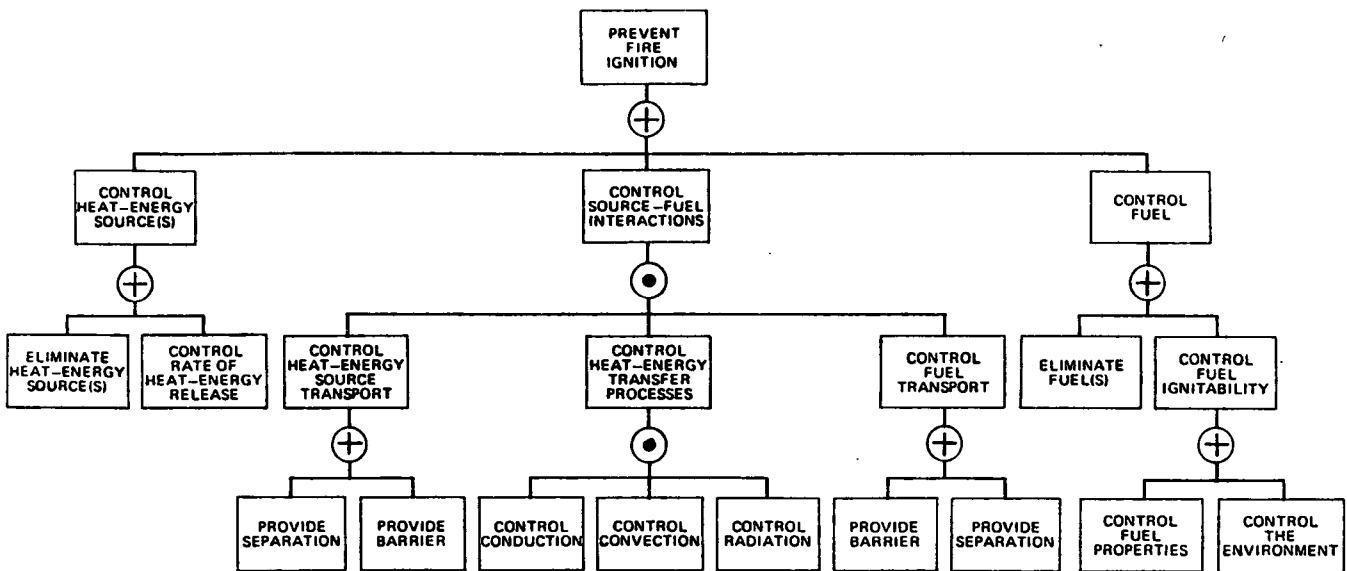 PREVENT
FIRE
IGNITION
CONTROL
HEAT–ENERGY
SOURCE(S)
CONTROL
SOURCE–FUEL
INTERACTIONS
CONTROL
FUEL
ELIMINATE
HEAT–ENERGY
SOURCE(S)
CONTROL
RATE OF
HEAT–ENERGY
RELEASE
CONTROL
HEAT–ENERGY
SOURCE
TRANSPORT
CONTROL
HEAT–ENERGY
TRANSFER
PROCESSES
CONTROL
FUEL
TRANSPORT
ELIMINATE
FUEL(S)
CONTROL
FUEL
IGNITABILITY
PROVIDE
SEPARATION
PROVIDE
BARRIER
CONTROL
CONDUCTION
CONTROL
CONVECTION
CONTROL
RADIATION
PROVIDE
BARRIER
PROVIDE
SEPARATION
CONTROL
FUEL
PROPERTIES
CONTROL
THE
ENVIRONMENT